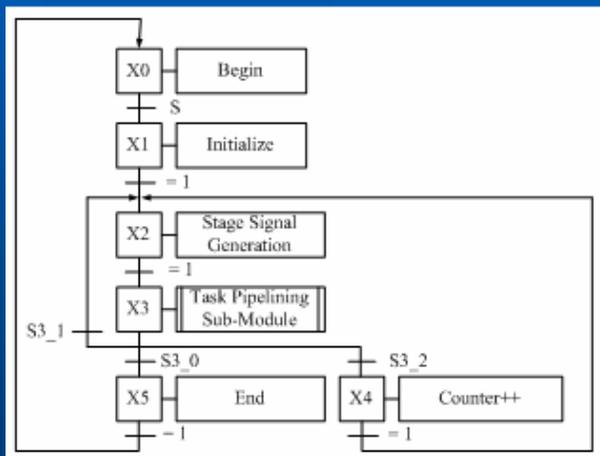 X0
Begin
S
X1
Initialize
= 1
X2
Stage Signal
Generation
= 1
X3
Task Pipelining
Sub-Module
S3_1
S3_0
S3_2
X5
End
X4
Counter++
= 1
= 1